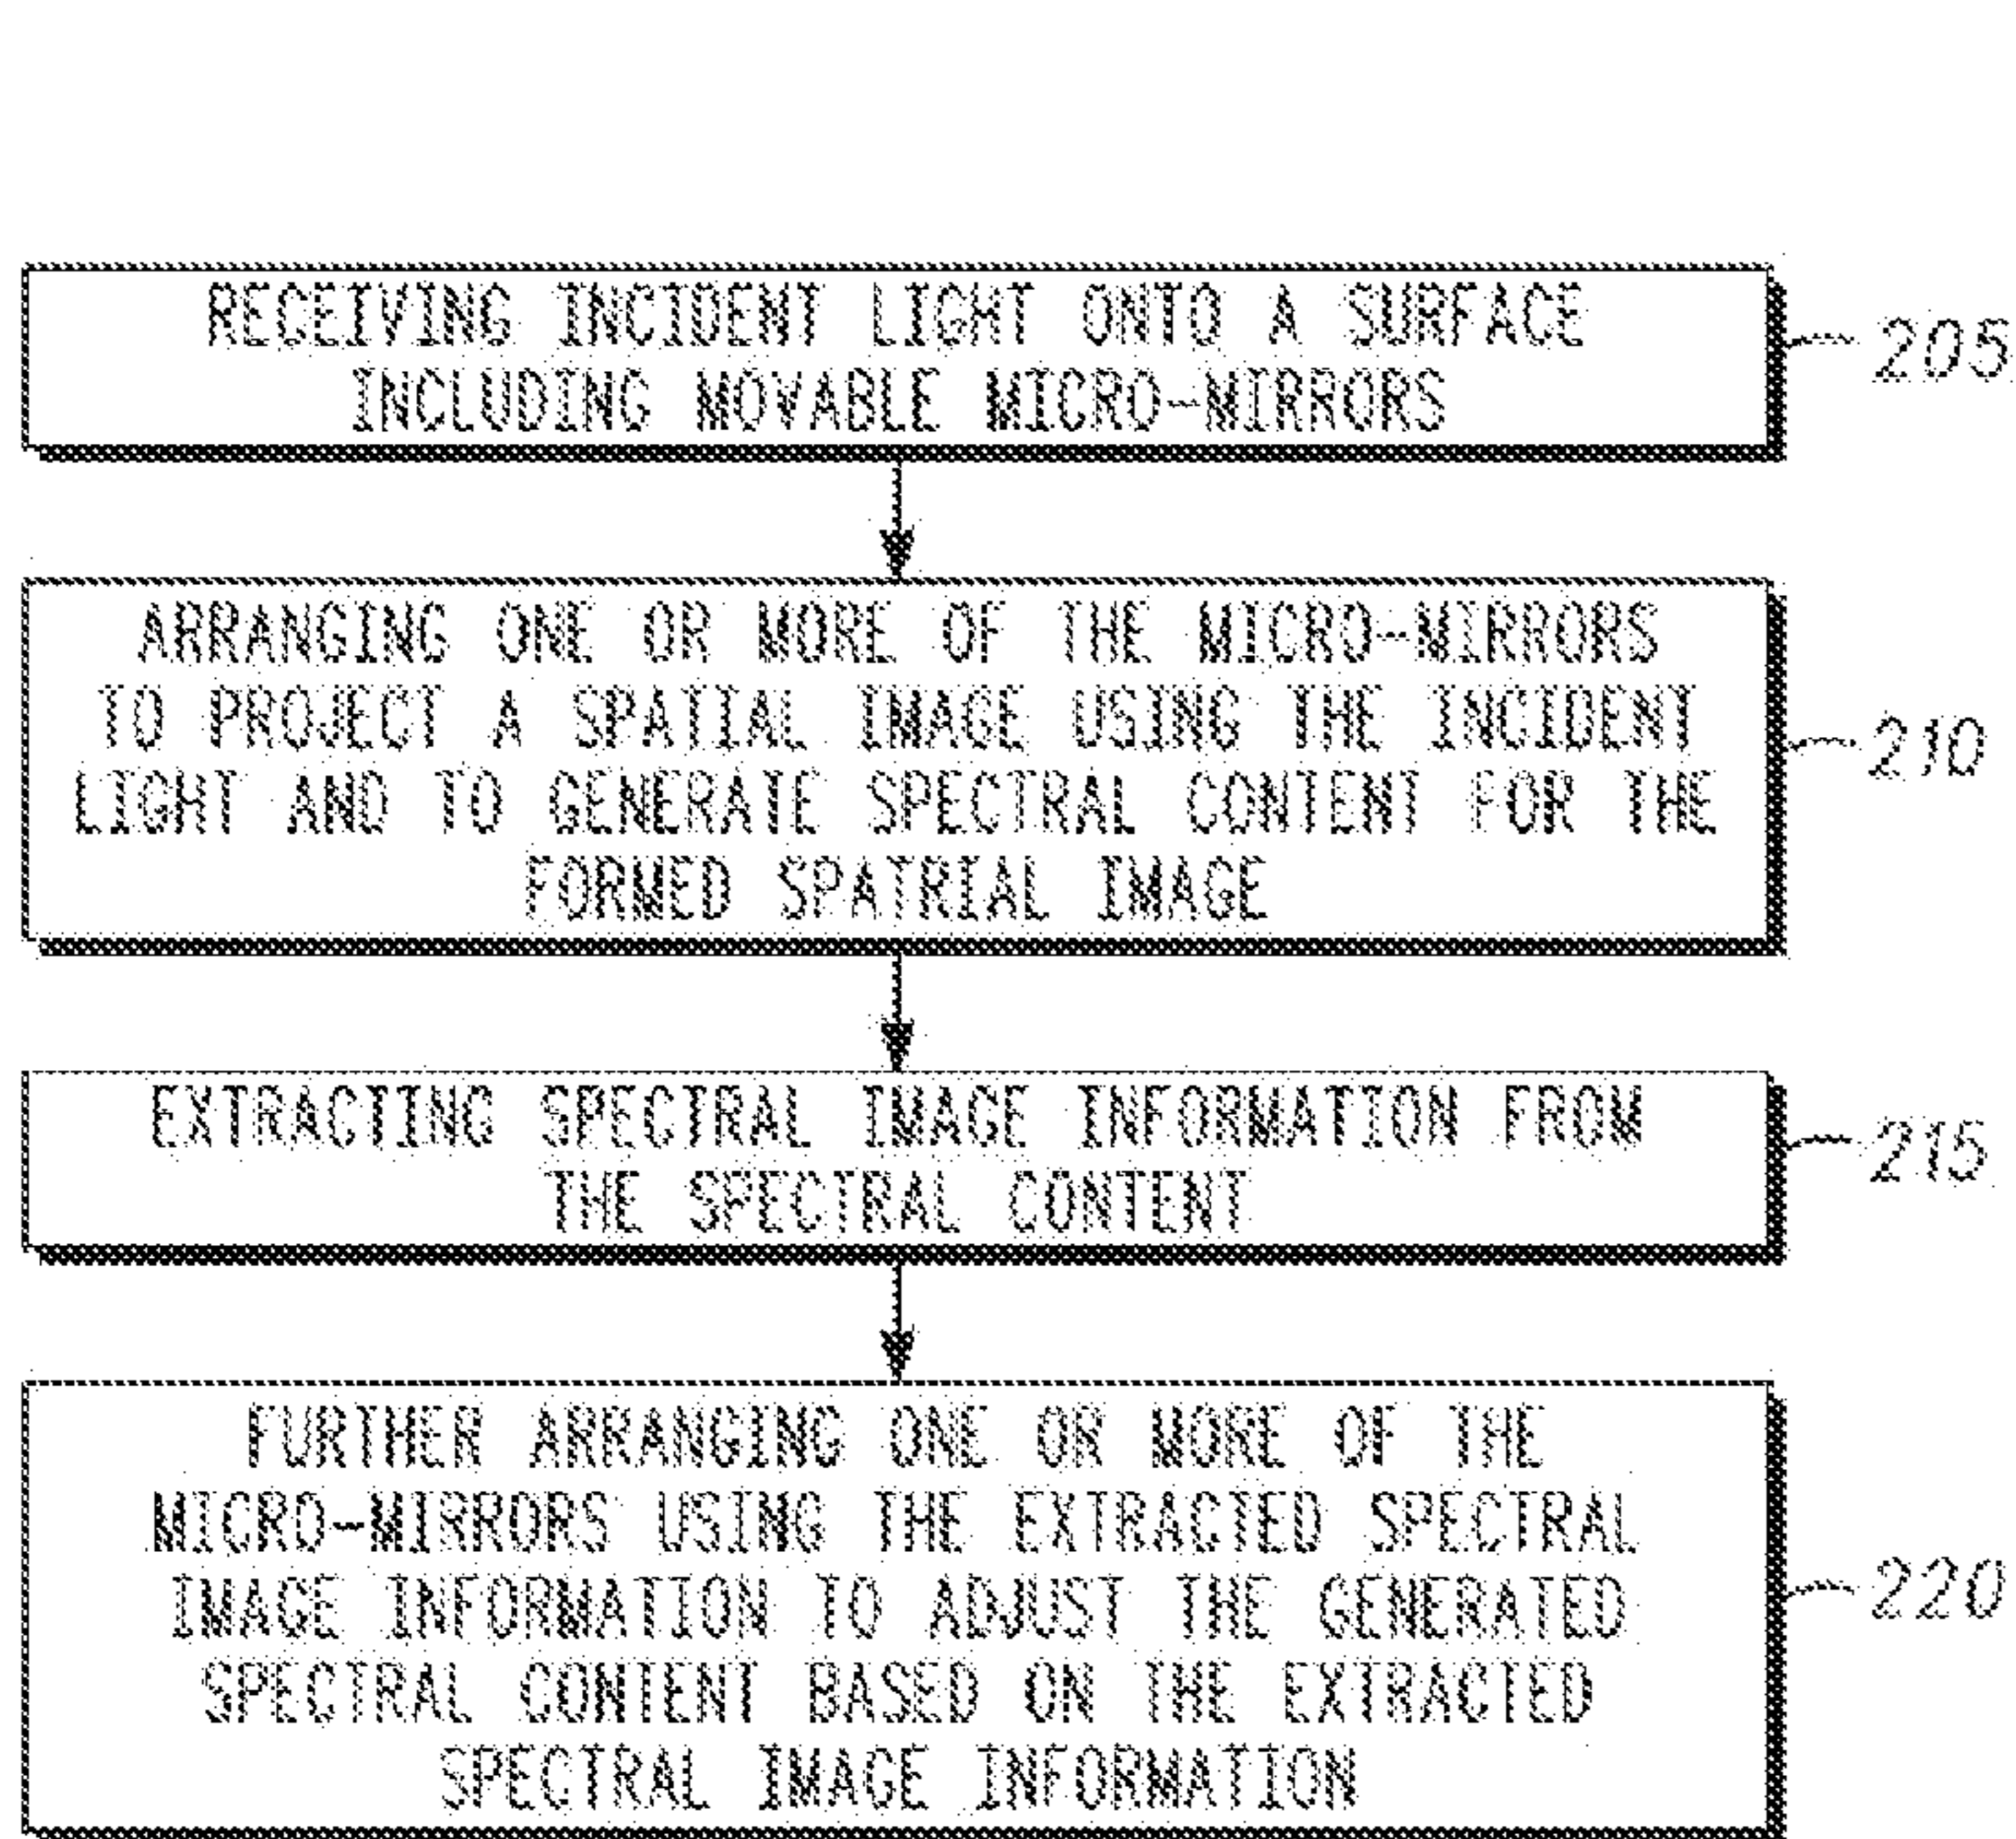 RECEIVING INCIDENT LIGHT ONTO A SURFACE
INCLUDING MOVABLE MICRO-MIRRORS
205
ARRANGING ONE OR MORE OF THE MICRO-MIRRORS
TO PROJECT A SPATIAL IMAGE USING THE INCIDENT
LIGHT AND TO GENERATE SPECTRAL CONTENT FOR THE
FORMED SPATRIAL IMAGE
210
EXTRACTING SPECTRAL IMAGE INFORMATION FROM
THE SPECTRAL CONTENT
215
FURTHER ARRANGING ONE OR MORE OF THE
MICRO-MIRRORS USING THE EXTRACTED SPECTRAL
IMAGE INFORMATION TO ADJUST THE GENERATED
SPECTRAL CONTENT BASED ON THE EXTRACTED
SPECTRAL IMAGE INFORMATION
220